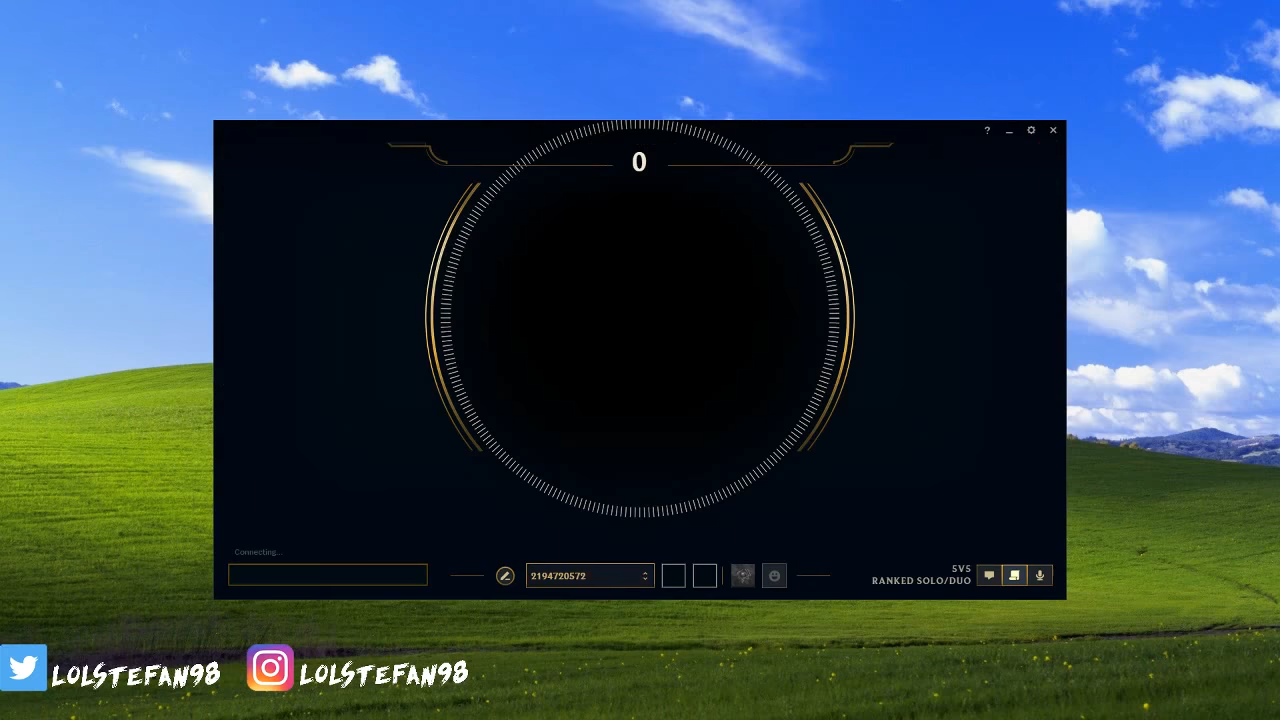 ?
0
Connecting...
2194720572
5V5
RANKED SOLO/DUO
LOLSTEFAN98
LOLSTEFAN98